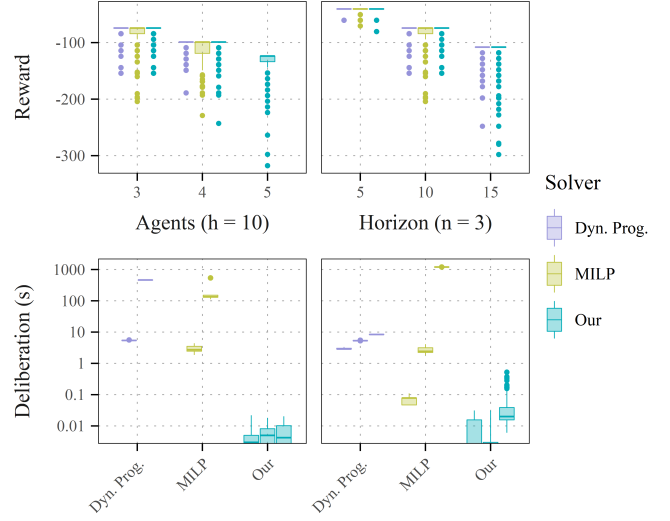 Reward
-100
-200
-300
3
4
5
5
10
15
Agents (h = 10)
Horizon (n = 3)
Solver
Dyn. Prog.
MILP
Our
Deliberation (s)
1000
100
10
1
0.1
0.01
Dyn. Prog.
MILP
Our
Dyn. Prog.
MILP
Our